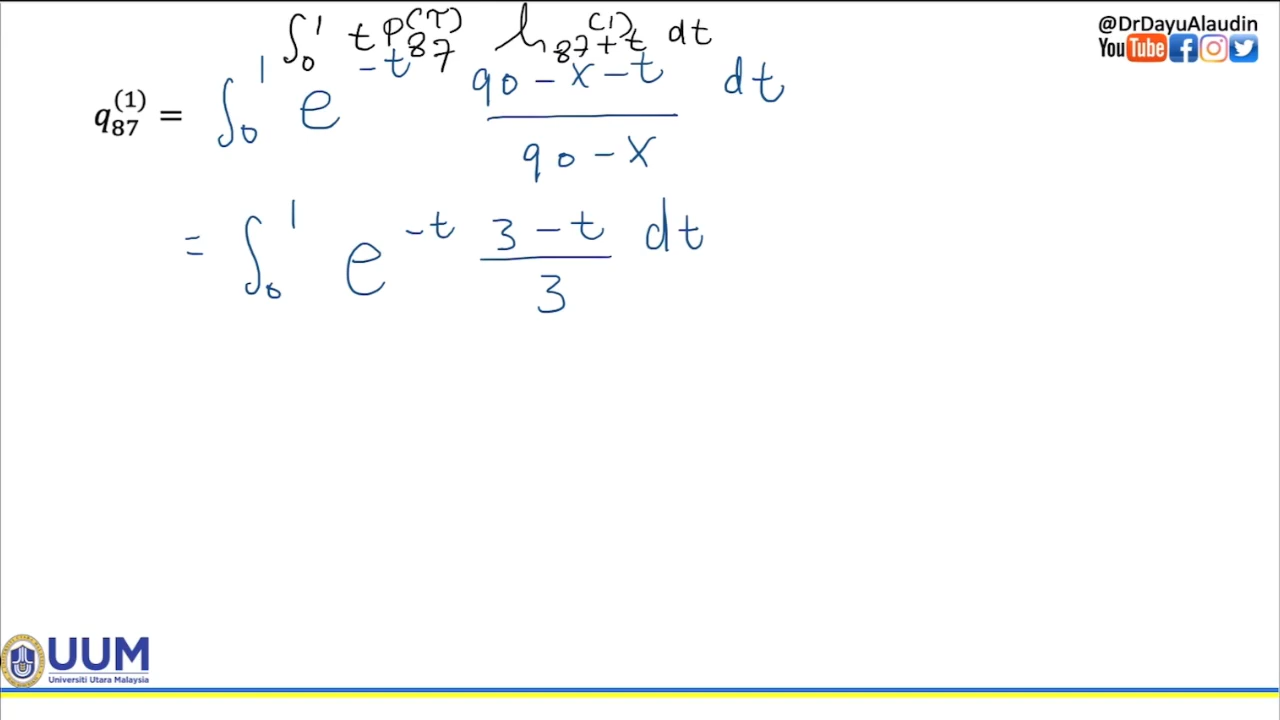 ∫₀¹ ₜp₈₇^(τ) h₈₇₊ₜ^(1) dt
@DrDayuAlaudin
YouTube
q₈₇^(1) = ∫₀¹ e^(-t) (90-x-t)/(90-x) dt
= ∫₀¹ e^(-t) (3-t)/3 dt
UUM
Universiti Utara Malaysia